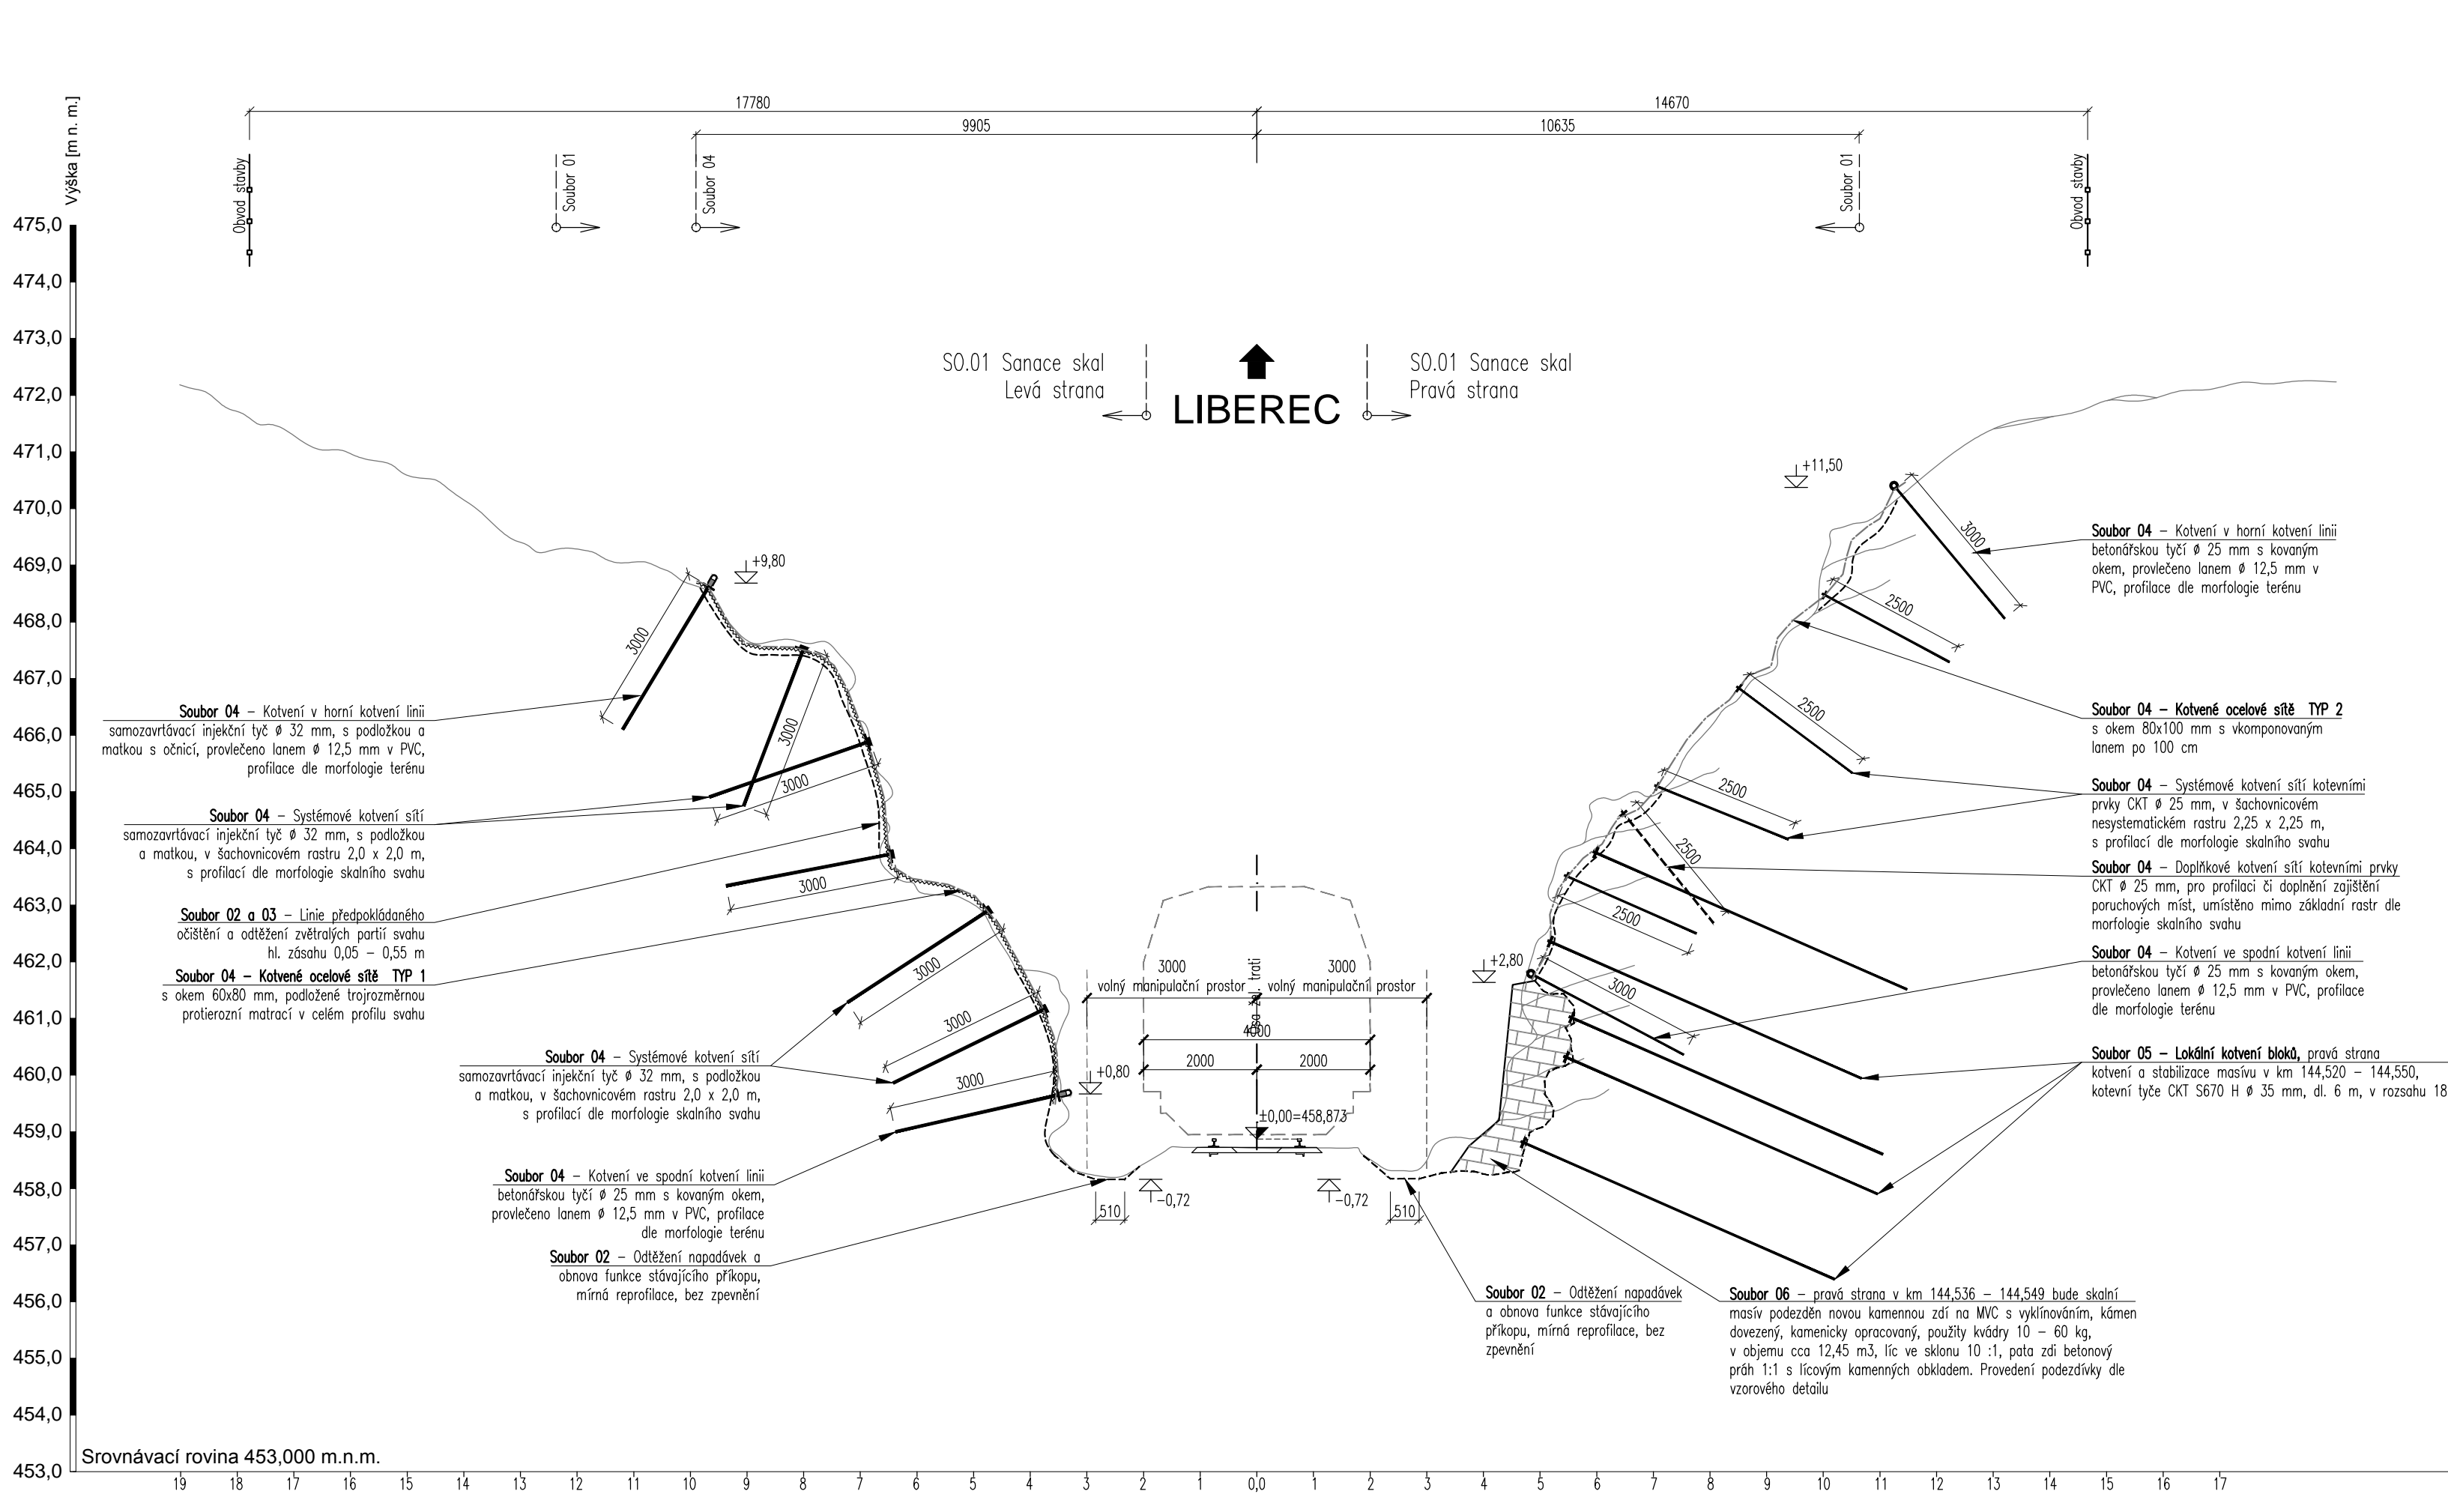 17780
14670
9905
10635
Výška [m n. m.]
Obvod stavby
Soubor 01
Soubor 04
Soubor 01
Obvod stavby
475,0
474,0
473,0
472,0
471,0
470,0
469,0
468,0
467,0
466,0
465,0
464,0
463,0
462,0
461,0
460,0
459,0
458,0
457,0
456,0
455,0
454,0
453,0
SO.01 Sanace skal
Levá strana
LIBEREC
SO.01 Sanace skal
Pravá strana
+9,80
3000
3000
3000
3000
3000
3000
3000
+0,80
Soubor 04 – Kotvení v horní kotvení linii
samozavrtávací injekční tyč ø 32 mm, s podložkou a
matkou s očnicí, provlečeno lanem ø 12,5 mm v PVC,
profilace dle morfologie terénu
Soubor 04 – Systémové kotvení sítí
samozavrtávací injekční tyč ø 32 mm, s podložkou
a matkou, v šachovnicovém rastru 2,0 x 2,0 m,
s profilací dle morfologie skalního svahu
Soubor 02 a 03 – Linie předpokládaného
očištění a odtěžení zvětralých partií svahu
hl. zásahu 0,05 – 0,55 m
Soubor 04 – Kotvené ocelové sítě TYP 1
s okem 60x80 mm, podložené trojrozměrnou
protierozní matrací v celém profilu svahu
Soubor 04 – Systémové kotvení sítí
samozavrtávací injekční tyč ø 32 mm, s podložkou
a matkou, v šachovnicovém rastru 2,0 x 2,0 m,
s profilací dle morfologie skalního svahu
Soubor 04 – Kotvení ve spodní kotvení linii
betonářskou tyčí ø 25 mm s kovaným okem,
provlečeno lanem ø 12,5 mm v PVC, profilace
dle morfologie terénu
Soubor 02 – Odtěžení napadávek a
obnova funkce stávajícího příkopu,
mírná reprofilace, bez zpevnění
3000
volný manipulační prostor
3000
volný manipulační prostor
Osa žel. trati
4000
2000
2000
±0,00=458,873
–0,72
–0,72
510
510
+11,50
3000
2500
2500
2500
2500
2500
3000
+2,80
Soubor 04 – Kotvení v horní kotvení linii
betonářskou tyčí ø 25 mm s kovaným
okem, provlečeno lanem ø 12,5 mm v
PVC, profilace dle morfologie terénu
Soubor 04 – Kotvené ocelové sítě TYP 2
s okem 80x100 mm s vkomponovaným
lanem po 100 cm
Soubor 04 – Systémové kotvení sítí kotevními
prvky CKT ø 25 mm, v šachovnicovém
nesystematickém rastru 2,25 x 2,25 m,
s profilací dle morfologie skalního svahu
Soubor 04 – Doplňkové kotvení sítí kotevními prvky
CKT ø 25 mm, pro profilaci či doplnění zajištění
poruchových míst, umístěno mimo základní rastr dle
morfologie skalního svahu
Soubor 04 – Kotvení ve spodní kotvení linii
betonářskou tyčí ø 25 mm s kovaným okem,
provlečeno lanem ø 12,5 mm v PVC, profilace
dle morfologie terénu
Soubor 05 – Lokální kotvení bloků, pravá strana
kotvení a stabilizace masívu v km 144,520 – 144,550,
kotevní tyče CKT S670 H ø 35 mm, dl. 6 m, v rozsahu 18
Soubor 02 – Odtěžení napadávek
a obnova funkce stávajícího
příkopu, mírná reprofilace, bez
zpevnění
Soubor 06 – pravá strana v km 144,536 – 144,549 bude skalní
masív podezděn novou kamennou zdí na MVC s vyklínováním, kámen
dovezený, kamenicky opracovaný, použity kvádry 10 – 60 kg,
v objemu cca 12,45 m3, líc ve sklonu 10 :1, pata zdi betonový
práh 1:1 s lícovým kamenných obkladem. Provedení podezdívky dle
vzorového detailu
Srovnávací rovina 453,000 m.n.m.
19 18 17 16 15 14 13 12 11 10 9 8 7 6 5 4 3 2 1 0,0 1 2 3 4 5 6 7 8 9 10 11 12 13 14 15 16 17